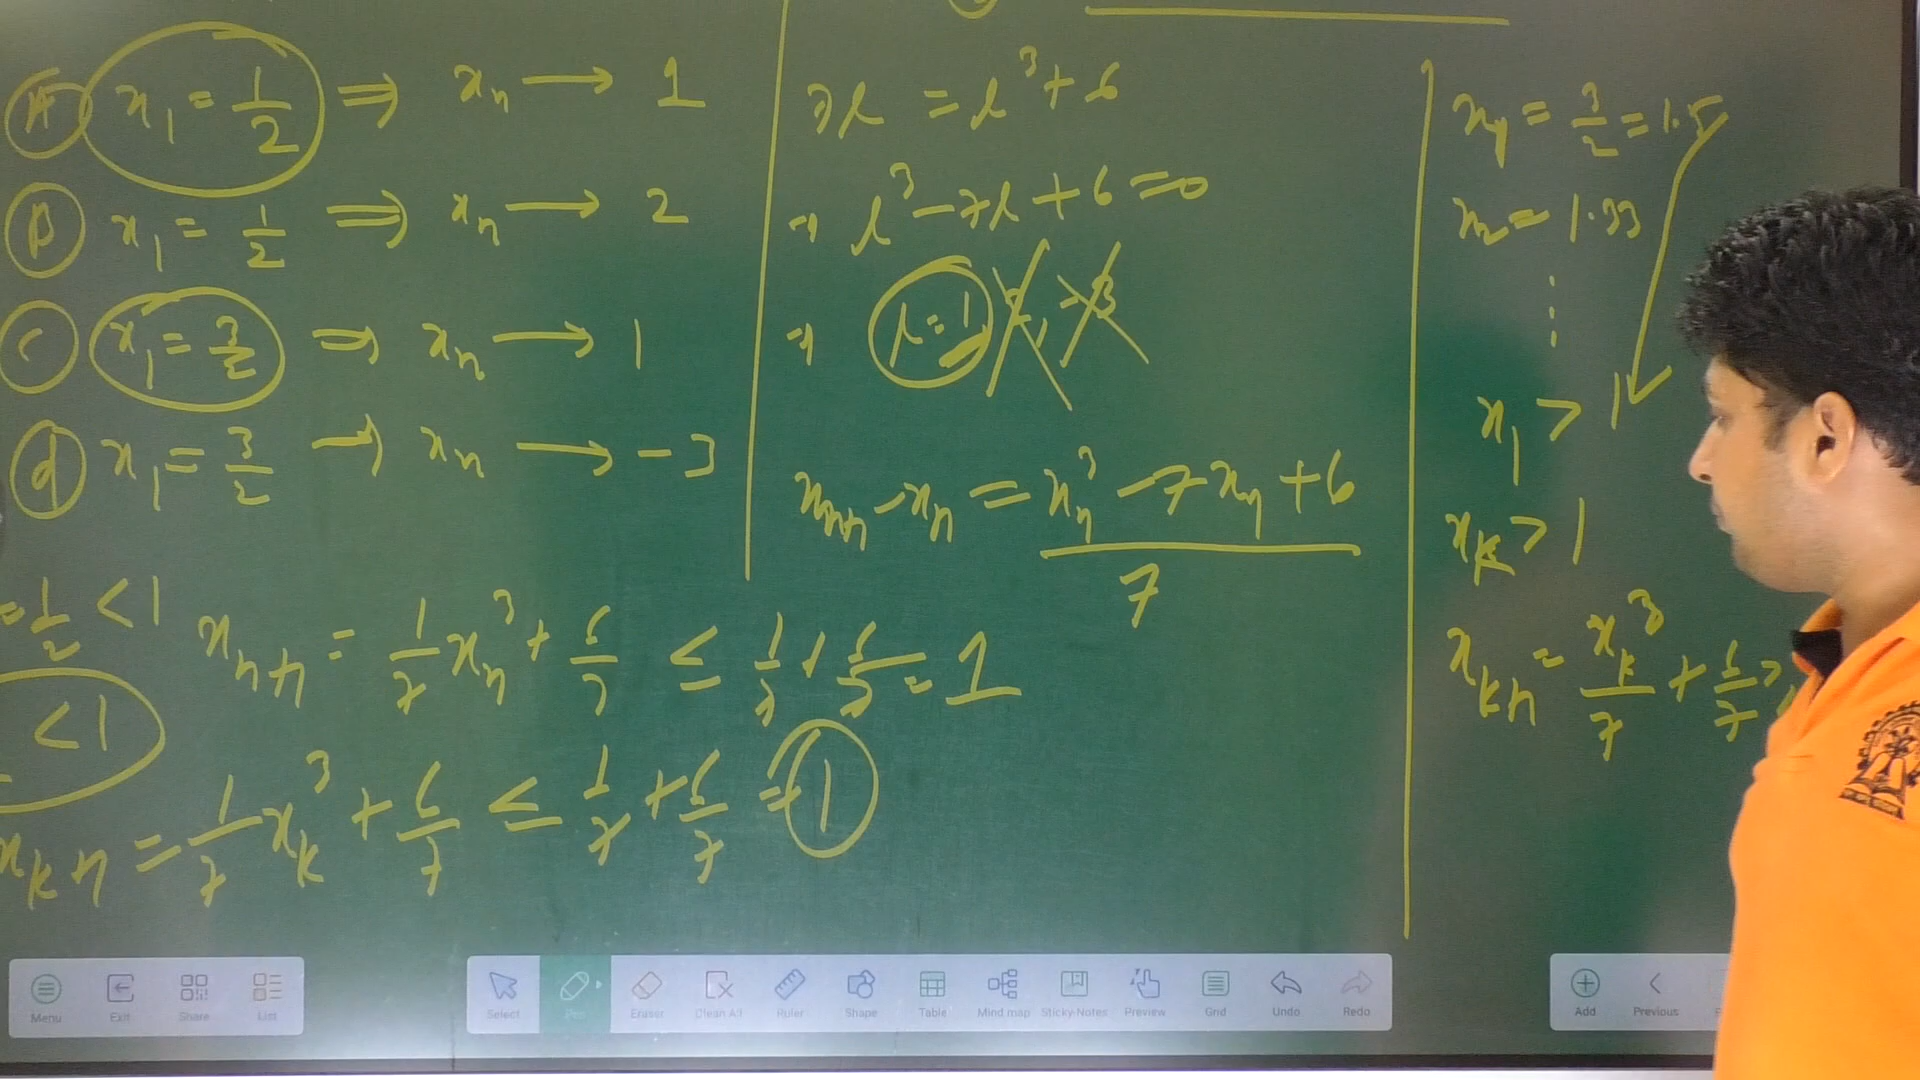 (A) x₁ = 1/2 ⇒ xₙ → 1
(B) x₁ = 1/2 ⇒ xₙ → 2
(C) x₁ = 3/2 ⇒ xₙ → 1
(d) x₁ = 3/2 → xₙ → -3
= 1/2 < 1
xₙ₊₁ = 1/7 xₙ³ + 6/7 ≤ 1/7 + 6/7 = 1
< 1
xₖ₊₁ = 1/7 xₖ³ + 6/7 ≤ 1/7 + 6/7 = 1
7l = l³ + 6
⇒ l³ - 7l + 6 = 0
⇒ l = 1, 2, -3
xₙ₊₁ - xₙ = (xₙ³ - 7xₙ + 6)/7
x₁ = 3/2 = 1.5
x₂ = 1.33
⋮
x₁ > 1
xₖ > 1
xₖ₊₁ = xₖ³/7 + 6/7 >
Menu Exit Share List
Select Pen Eraser Clean All Ruler Shape Table Mind map Sticky Notes Preview Grid Undo Redo
Add Previous